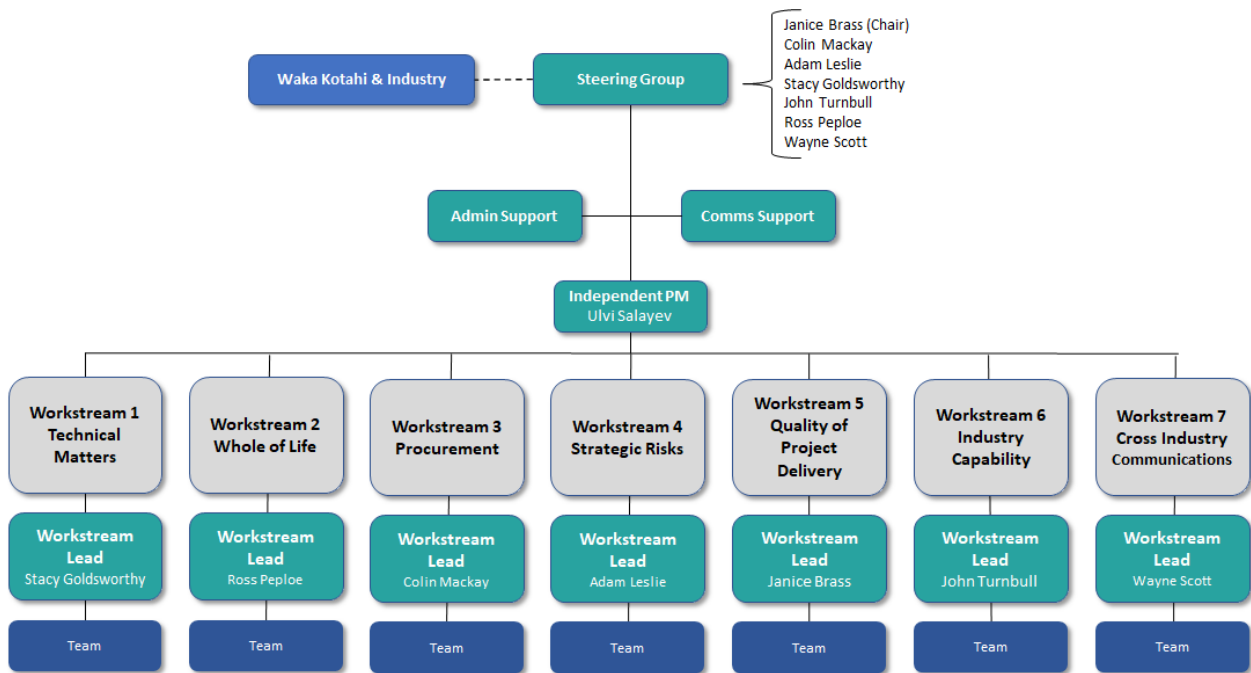 Janice Brass (Chair)
Colin Mackay
Adam Leslie
Stacy Goldsworthy
John Turnbull
Ross Peploe
Wayne Scott
Waka Kotahi & Industry
Steering Group
Admin Support
Comms Support
Independent PM
Ulvi Salayev
Workstream 1
Technical
Matters
Workstream 2
Whole of Life
Workstream 3
Procurement
Workstream 4
Strategic Risks
Workstream 5
Quality of
Project
Delivery
Workstream 6
Industry
Capability
Workstream 7
Cross Industry
Communications
Workstream
Lead
Stacy Goldsworthy
Workstream
Lead
Ross Peploe
Workstream
Lead
Colin Mackay
Workstream
Lead
Adam Leslie
Workstream
Lead
Janice Brass
Workstream
Lead
John Turnbull
Workstream
Lead
Wayne Scott
Team
Team
Team
Team
Team
Team
Team